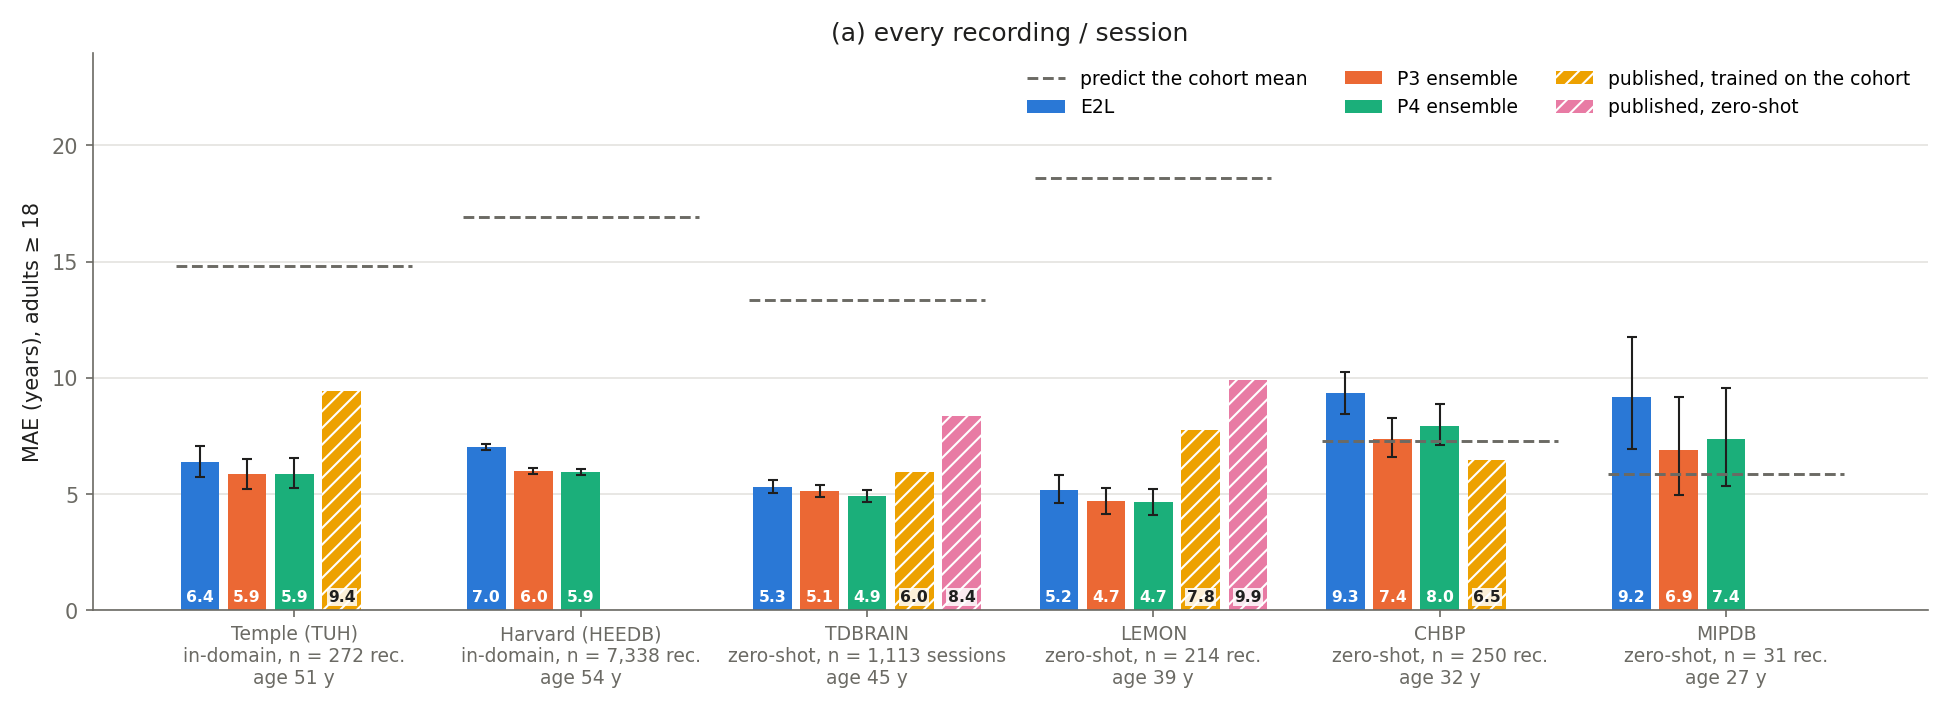 (a) every recording / session
predict the cohort mean
E2L
P3 ensemble
P4 ensemble
published, trained on the cohort
published, zero-shot
MAE (years), adults ≥ 18
20
15
10
5
0
6.4 5.9 5.9 9.4
7.0 6.0 5.9
5.3 5.1 4.9 6.0 8.4
5.2 4.7 4.7 7.8 9.9
9.3 7.4 8.0 6.5
9.2 6.9 7.4
Temple (TUH)
in-domain, n = 272 rec.
age 51 y
Harvard (HEEDB)
in-domain, n = 7,338 rec.
age 54 y
TDBRAIN
zero-shot, n = 1,113 sessions
age 45 y
LEMON
zero-shot, n = 214 rec.
age 39 y
CHBP
zero-shot, n = 250 rec.
age 32 y
MIPDB
zero-shot, n = 31 rec.
age 27 y